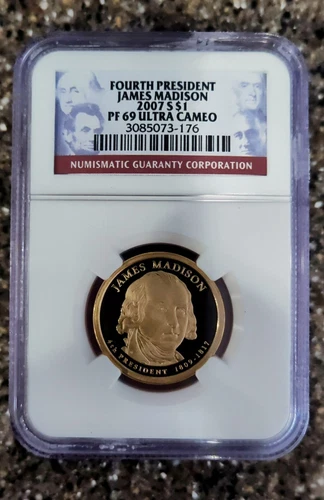 FOURTH PRESIDENT
JAMES MADISON
2007 S $1
PF 69 ULTRA CAMEO
3085073-176
NUMISMATIC GUARANTY CORPORATION
JAMES MADISON
4th PRESIDENT 1809-1817